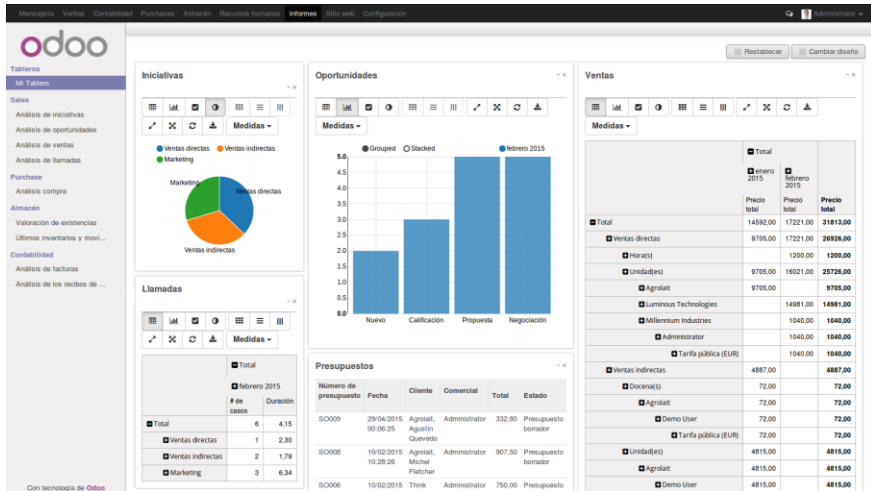 Mensajería Ventas Contabilidad Purchases Almacén Recursos humanos Informes Sitio web Configuración Administrator
odoo
Restablecer Cambiar diseño
Tableros
Mi Tablero
Sales
Análisis de iniciativas
Análisis de oportunidades
Análisis de ventas
Análisis de llamadas
Purchase
Análisis compra
Almacén
Valoración de existencias
Últimos inventarios y movi...
Contabilidad
Análisis de facturas
Análisis de los recibos de ...
Con tecnología de Odoo
Iniciativas
Medidas
Ventas directas Ventas indirectas
Marketing
Marketing
Ventas directas
Ventas indirectas
Llamadas
Medidas
Total
febrero 2015
# de casos Duración
Total 6 4,15
Ventas directas 1 2,30
Ventas indirectas 2 1,79
Marketing 3 6,34
Oportunidades
Medidas
Grouped Stacked febrero 2015
5.0
4.5
4.0
3.5
3.0
2.5
2.0
1.5
1.0
0.5
0.0
Nuevo Calificación Propuesta Negociación
Presupuestos
Número de presupuesto Fecha Cliente Comercial Total Estado
SO009 29/04/2015 00:06:25 Agrolait, Agustin Quevedo Administrator 332,80 Presupuesto borrador
SO008 10/02/2015 10:28:26 Agrolait, Michel Fletcher Administrator 907,50 Presupuesto borrador
SO006 10/02/2015 Think Administrator 750,00 Presupuesto
Ventas
Medidas
Total
enero 2015 febrero 2015
Precio total Precio total Precio total
Total 14592,00 17221,00 31813,00
Ventas directas 9705,00 17221,00 26926,00
Hora(s) 1200,00 1200,00
Unidad(es) 9705,00 16021,00 25726,00
Agrolait 9705,00 9705,00
Luminous Technologies 14981,00 14981,00
Millennium Industries 1040,00 1040,00
Administrator 1040,00 1040,00
Tarifa pública (EUR) 1040,00 1040,00
Ventas indirectas 4887,00 4887,00
Docena(s) 72,00 72,00
Agrolait 72,00 72,00
Demo User 72,00 72,00
Tarifa pública (EUR) 72,00 72,00
Unidad(es) 4815,00 4815,00
Agrolait 4815,00 4815,00
Demo User 4815,00 4815,00